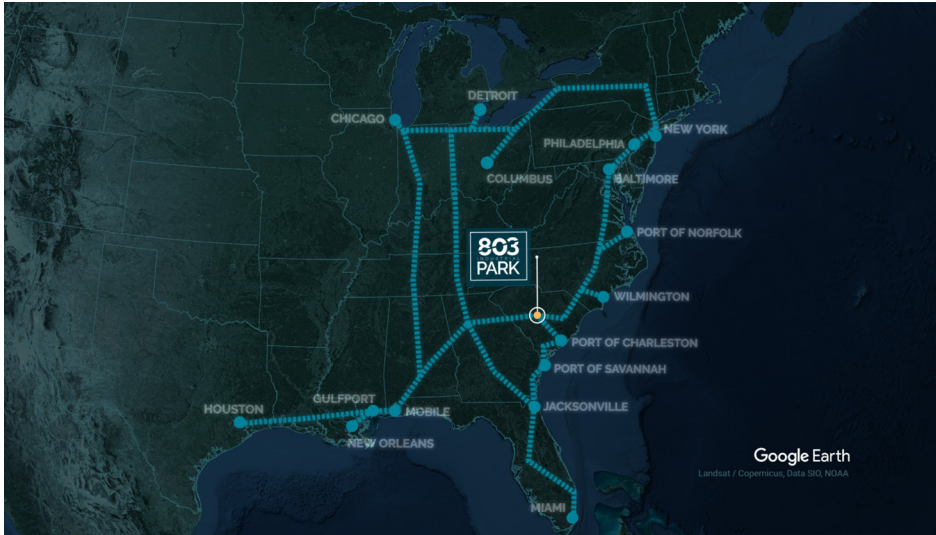 DETROIT
CHICAGO
NEW YORK
PHILADELPHIA
COLUMBUS
BALTIMORE
PORT OF NORFOLK
803
INDUSTRIAL
PARK
WILMINGTON
PORT OF CHARLESTON
PORT OF SAVANNAH
GULFPORT
HOUSTON
MOBILE
JACKSONVILLE
NEW ORLEANS
Google Earth
Landsat / Copernicus, Data SIO, NOAA
MIAMI